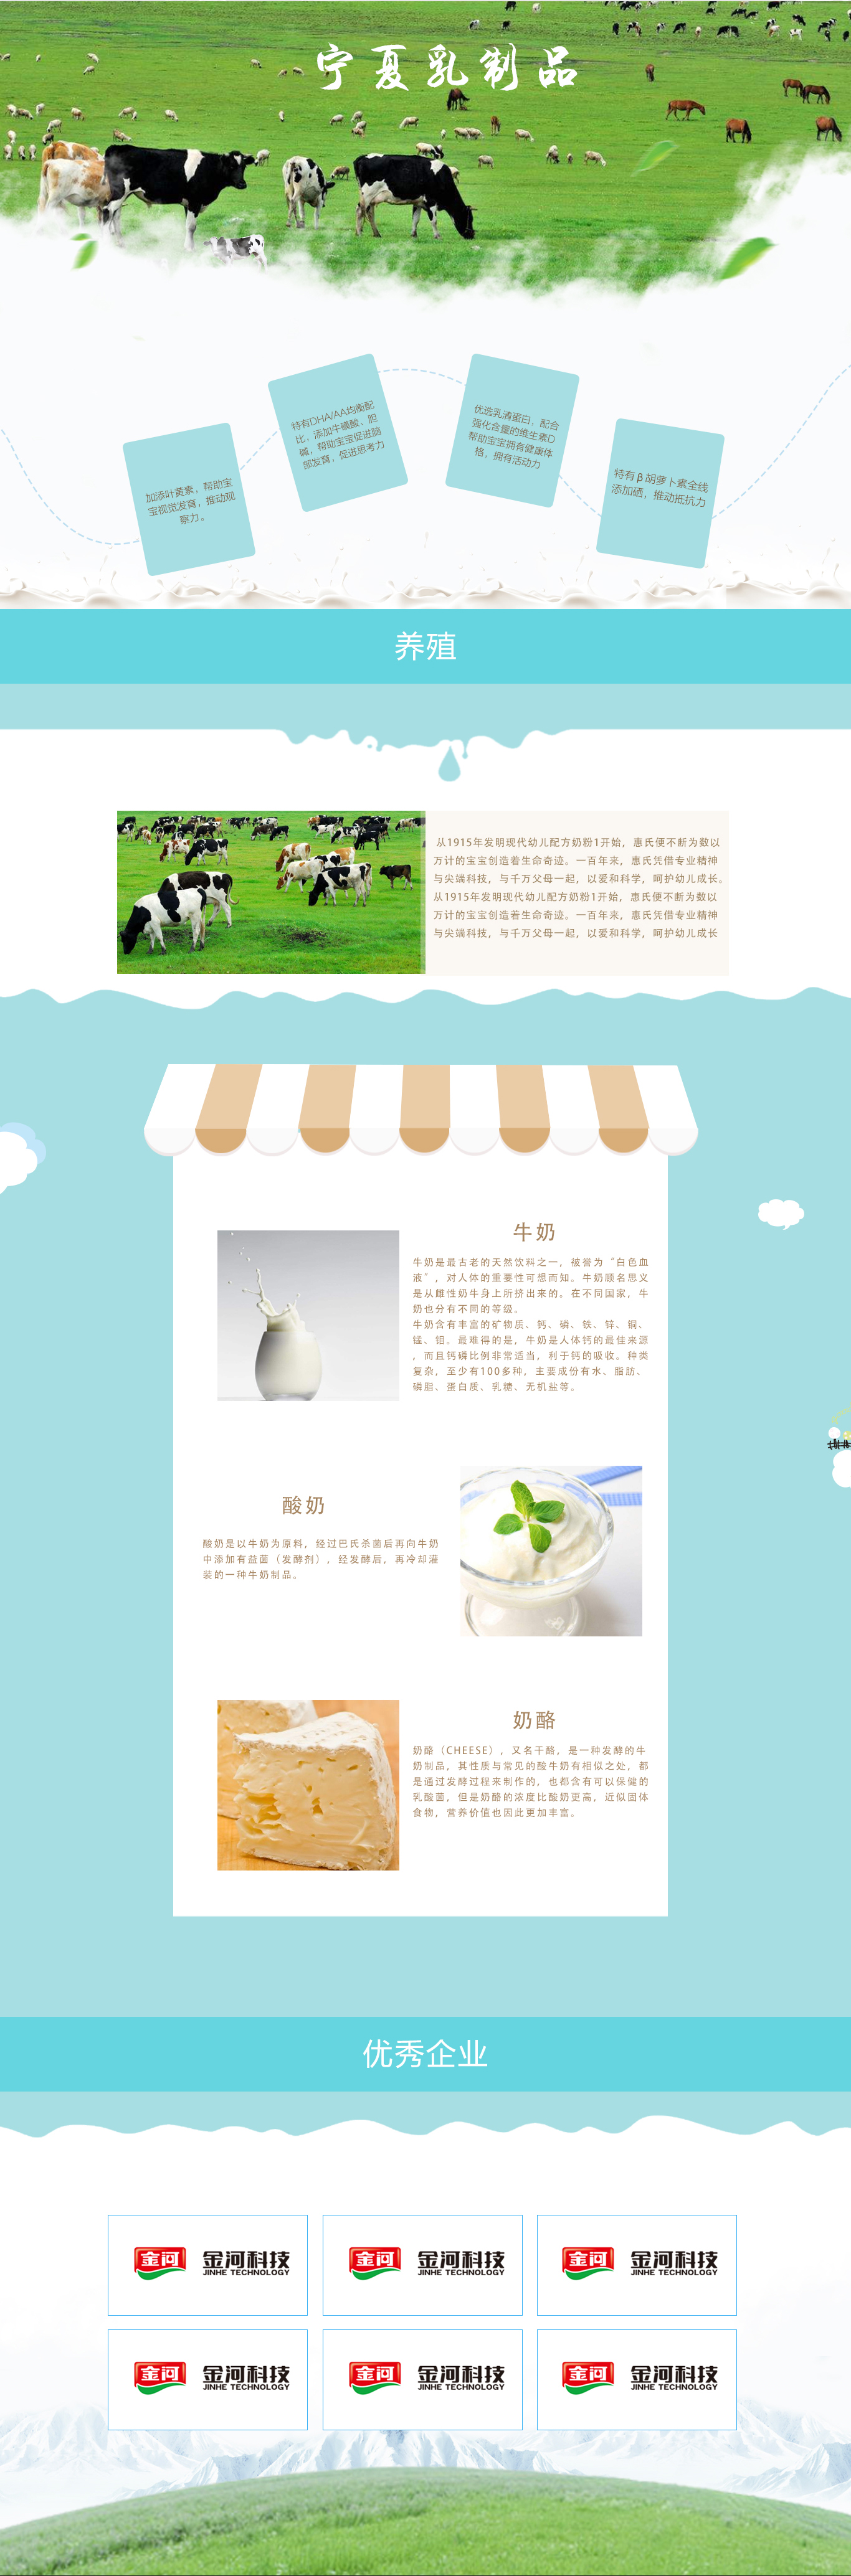 宁夏乳制品
加添叶黄素，帮助宝
宝视觉发育，推动观
察力。
特有DHA/AA均衡配
比，添加牛磺酸、胆
碱，帮助宝宝促进脑
部发育，促进思考力
优选乳清蛋白，配合
强化含量的维生素D
帮助宝宝拥有健康体
格，拥有活动力
特有β胡萝卜素全线
添加硒，推动抵抗力
养殖
从1915年发明现代幼儿配方奶粉1开始，惠氏便不断为数以
万计的宝宝创造着生命奇迹。一百年来，惠氏凭借专业精神
与尖端科技，与千万父母一起，以爱和科学，呵护幼儿成长。
从1915年发明现代幼儿配方奶粉1开始，惠氏便不断为数以
万计的宝宝创造着生命奇迹。一百年来，惠氏凭借专业精神
与尖端科技，与千万父母一起，以爱和科学，呵护幼儿成长
牛奶
牛奶是最古老的天然饮料之一，被誉为“白色血
液”，对人体的重要性可想而知。牛奶顾名思义
是从雌性奶牛身上所挤出来的。在不同国家，牛
奶也分有不同的等级。
牛奶含有丰富的矿物质、钙、磷、铁、锌、铜、
锰、钼。最难得的是，牛奶是人体钙的最佳来源
，而且钙磷比例非常适当，利于钙的吸收。种类
复杂，至少有100多种，主要成份有水、脂肪、
磷脂、蛋白质、乳糖、无机盐等。
酸奶
酸奶是以牛奶为原料，经过巴氏杀菌后再向牛奶
中添加有益菌（发酵剂），经发酵后，再冷却灌
装的一种牛奶制品。
奶酪
奶酪（CHEESE），又名干酪，是一种发酵的牛
奶制品，其性质与常见的酸牛奶有相似之处，都
是通过发酵过程来制作的，也都含有可以保健的
乳酸菌，但是奶酪的浓度比酸奶更高，近似固体
食物，营养价值也因此更加丰富。
优秀企业
金河 金河科技
JINHE TECHNOLOGY
金河 金河科技
JINHE TECHNOLOGY
金河 金河科技
JINHE TECHNOLOGY
金河 金河科技
JINHE TECHNOLOGY
金河 金河科技
JINHE TECHNOLOGY
金河 金河科技
JINHE TECHNOLOGY